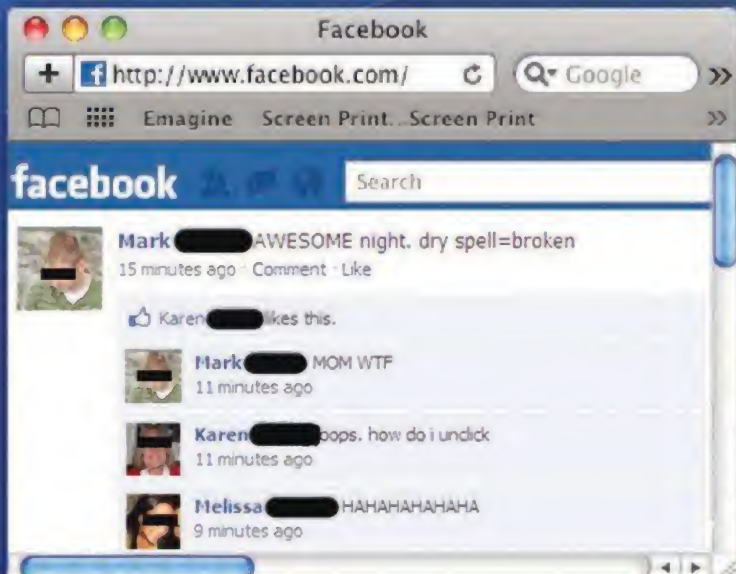 Facebook
+ http://www.facebook.com/ Google
Emagine Screen Print...Screen Print
facebook Search
Mark AWESOME night. dry spell=broken
15 minutes ago · Comment · Like
Karen likes this.
Mark MOM WTF
11 minutes ago
Karen oops. how do i unclick
11 minutes ago
Melissa HAHAHAHAHAHA
9 minutes ago